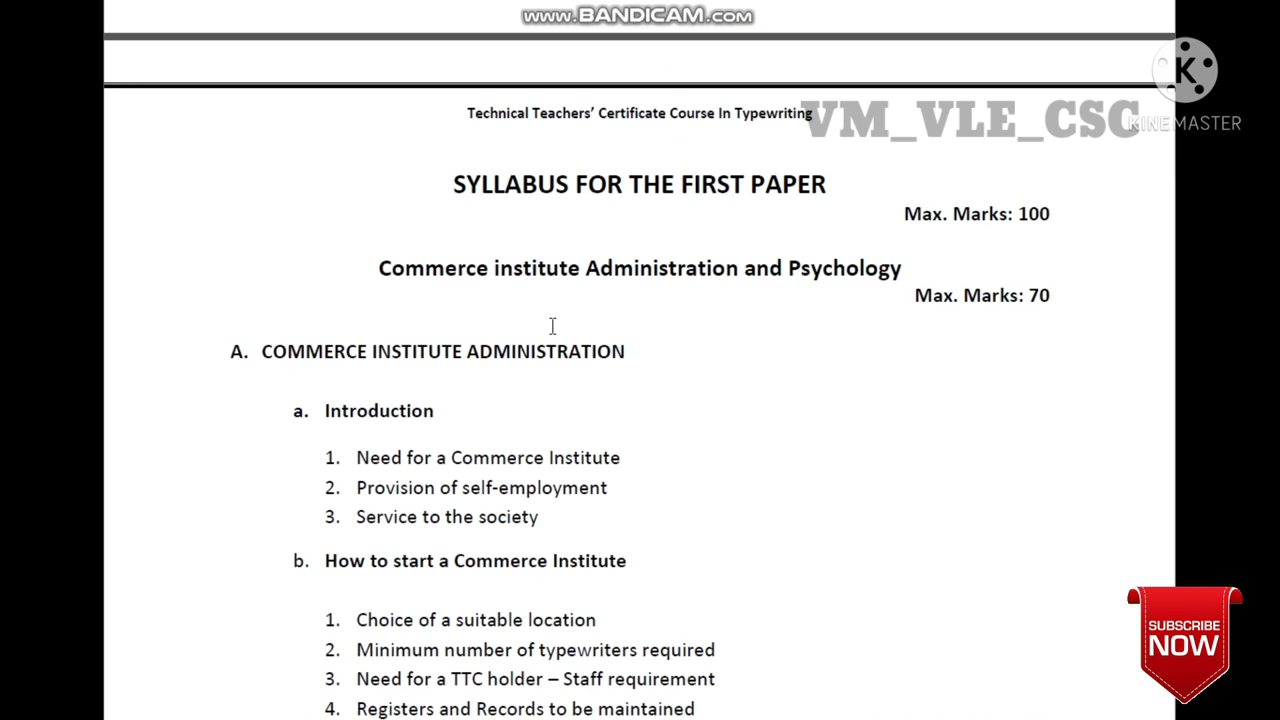 www.BANDICAM.com
Technical Teachers' Certificate Course In Typewriting
VM_VLE_CSC
K
KINEMASTER
SYLLABUS FOR THE FIRST PAPER
Max. Marks: 100
Commerce institute Administration and Psychology
Max. Marks: 70
A. COMMERCE INSTITUTE ADMINISTRATION
a. Introduction
1. Need for a Commerce Institute
2. Provision of self-employment
3. Service to the society
b. How to start a Commerce Institute
1. Choice of a suitable location
2. Minimum number of typewriters required
3. Need for a TTC holder – Staff requirement
4. Registers and Records to be maintained
SUBSCRIBE
NOW